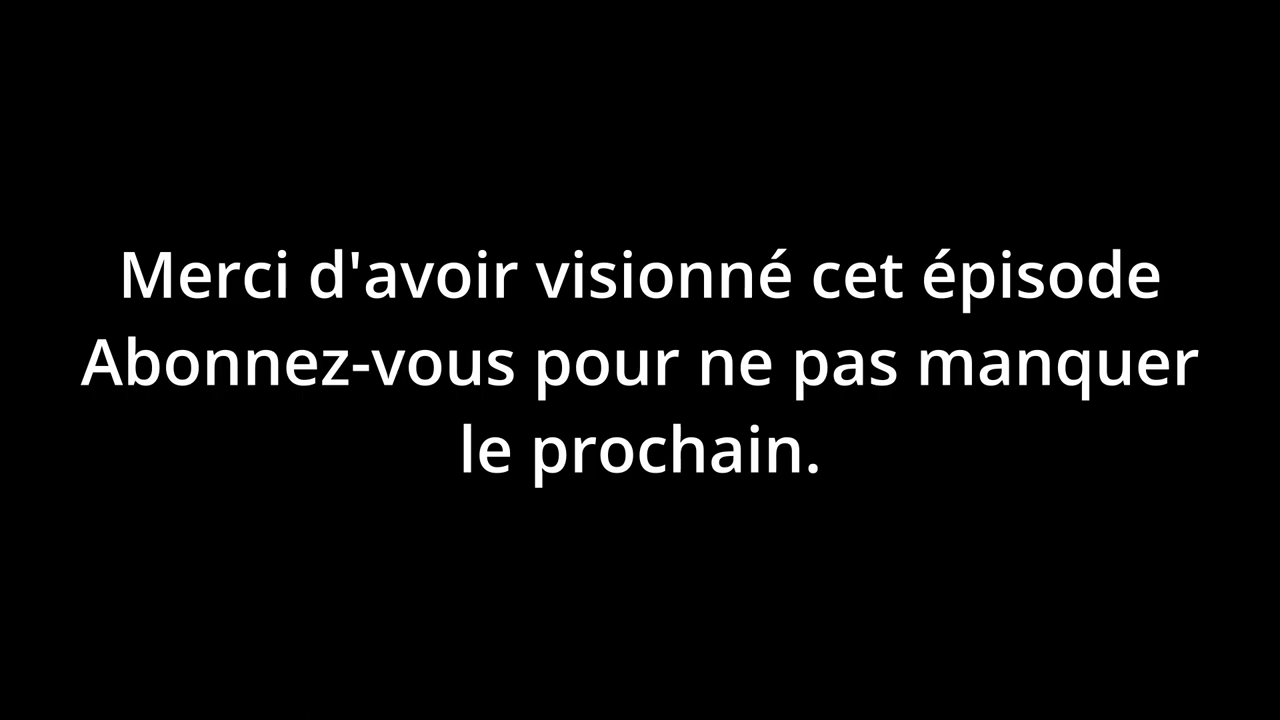 Merci d'avoir visionné cet épisode
Abonnez-vous pour ne pas manquer
le prochain.